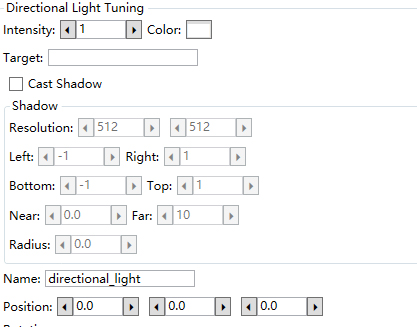 Directional Light Tuning
Intensity: 1 Color:
Target:
Cast Shadow
Shadow
Resolution: 512 512
Left: -1 Right: 1
Bottom: -1 Top: 1
Near: 0.0 Far: 10
Radius: 0.0
Name: directional_light
Position: 0.0 0.0 0.0